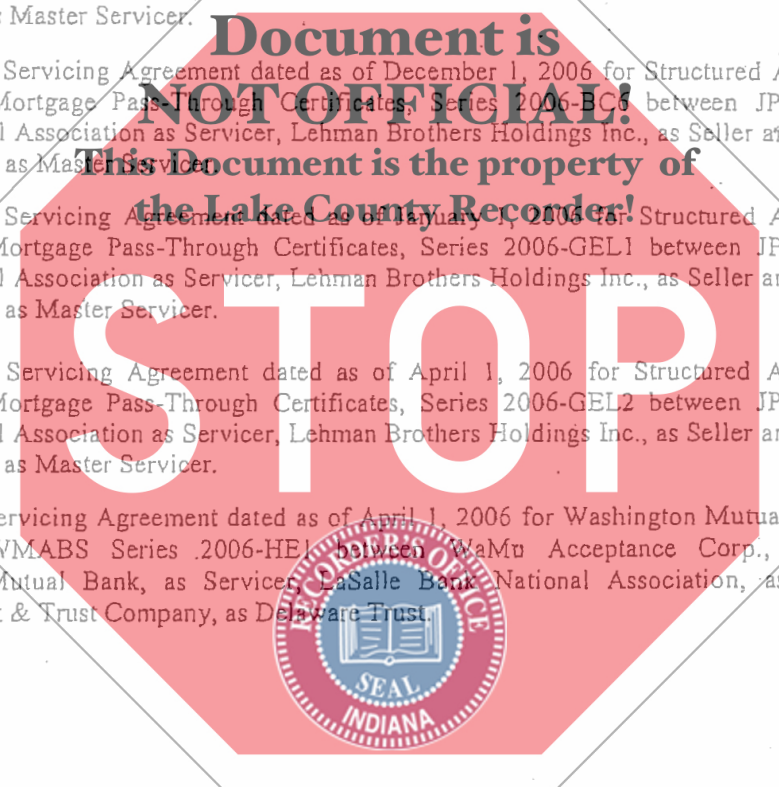 s Master Servicer.
Document is
Servicing Agreement dated as of December 1, 2006 for Structured A
Mortgage Pass-Through Certificates, Series 2006-BC6 between JP
NOT OFFICIAL!
l Association as Servicer, Lehman Brothers Holdings Inc., as Seller an
as Master Servicer.
This Document is the property of
the Lake County Recorder!
Servicing Agreement dated as of January 1, 2006 for Structured A
Mortgage Pass-Through Certificates, Series 2006-GEL1 between JP
l Association as Servicer, Lehman Brothers Holdings Inc., as Seller an
as Master Servicer.
STOP
Servicing Agreement dated as of April 1, 2006 for Structured A
Mortgage Pass-Through Certificates, Series 2006-GEL2 between JP
l Association as Servicer, Lehman Brothers Holdings Inc., as Seller an
as Master Servicer.
ervicing Agreement dated as of April 1, 2006 for Washington Mutua
VMABS Series 2006-HE1 between WaMu Acceptance Corp.,
Mutual Bank, as Servicer, LaSalle Bank National Association, as
& Trust Company, as Delaware Trust.
RECORDER'S OFFICE
SEAL
INDIANA